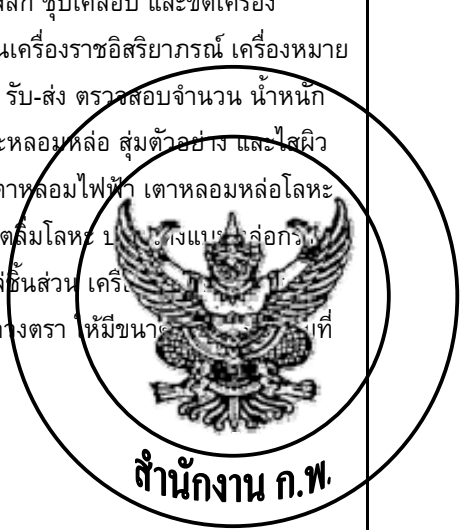 สลัก ชุบเคลือบ และขัดเครื่อง
นเครื่องราชอิสริยาภรณ์ เครื่องหมาย
รับ-ส่ง ตรวจสอบจำนวน น้ำหนัก
ะหลอมหล่อ สุ่มตัวอย่าง และไสผิว
ตาหลอมไฟฟ้า เตาหลอมหล่อโลหะ
ตลิ่มโลหะ
ชิ้นส่วน
างตรา ให้มีขนาด
สำนักงาน ก.พ.